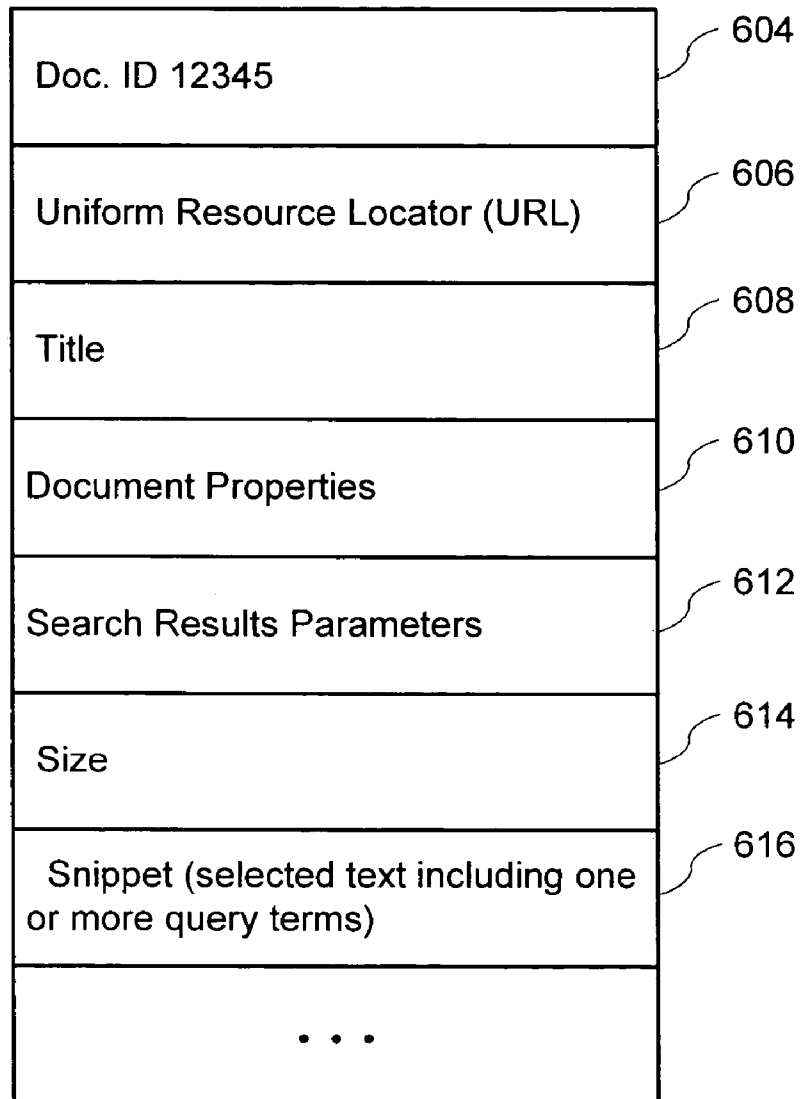 604
Doc. ID 12345
606
Uniform Resource Locator (URL)
608
Title
610
Document Properties
612
Search Results Parameters
614
Size
616
Snippet (selected text including one
or more query terms)
• • •